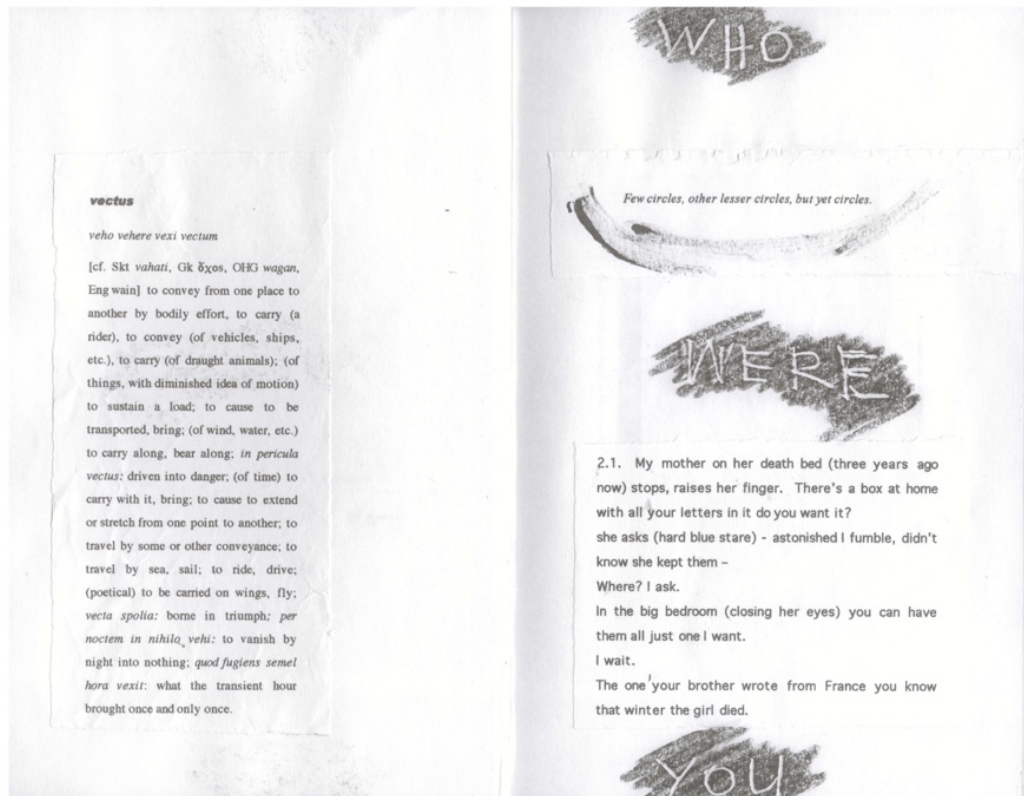 vectus
veho vehere vexi vectum
[cf. Skt vahati, Gk ὄχος, OHG wagan,
Eng wain] to convey from one place to
another by bodily effort, to carry (a
rider), to convey (of vehicles, ships,
etc.), to carry (of draught animals); (of
things, with diminished idea of motion)
to sustain a load; to cause to be
transported, bring; (of wind, water, etc.)
to carry along, bear along; in pericula
vectus: driven into danger; (of time) to
carry with it, bring; to cause to extend
or stretch from one point to another; to
travel by some or other conveyance; to
travel by sea, sail; to ride, drive;
(poetical) to be carried on wings, fly;
vecta spolia: borne in triumph; per
noctem in nihilo vehi: to vanish by
night into nothing; quod fugiens semel
hora vexit: what the transient hour
brought once and only once.
WHO
Few circles, other lesser circles, but yet circles.
WERE
2.1. My mother on her death bed (three years ago
now) stops, raises her finger. There's a box at home
with all your letters in it do you want it?
she asks (hard blue stare) - astonished I fumble, didn't
know she kept them –
Where? I ask.
In the big bedroom (closing her eyes) you can have
them all just one I want.
I wait.
The one your brother wrote from France you know
that winter the girl died.
YOU